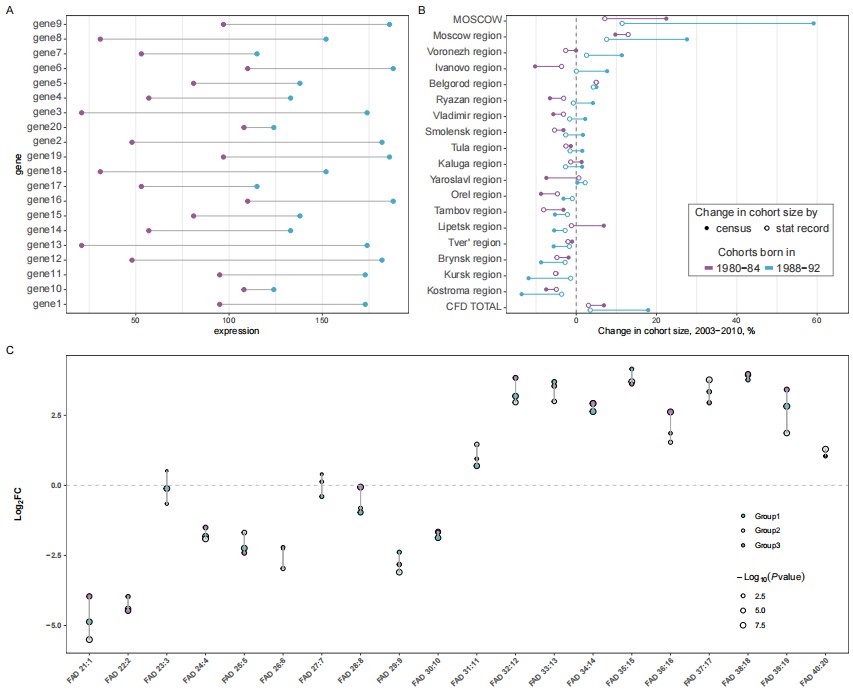 A
gene
gene9
gene8
gene7
gene6
gene5
gene4
gene3
gene20
gene2
gene19
gene18
gene17
gene16
gene15
gene14
gene13
gene12
gene11
gene10
gene1
50 100 150
expression
B
MOSCOW
Moscow region
Voronezh region
Ivanovo region
Belgorod region
Ryazan region
Vladimir region
Smolensk region
Tula region
Kaluga region
Yaroslavl region
Orel region
Tambov region
Lipetsk region
Tver' region
Brynsk region
Kursk region
Kostroma region
CFD TOTAL
0 20 40 60
Change in cohort size, 2003−2010, %
Change in cohort size by
census stat record
Cohorts born in
1980−84 1988−92
C
Log2FC
2.5
0.0
−2.5
−5.0
Group1
Group2
Group3
−Log10(Pvalue)
2.5
5.0
7.5
FAD 21:1 FAD 22:2 FAD 23:3 FAD 24:4 FAD 25:5 FAD 26:6 FAD 27:7 FAD 28:8 FAD 29:9 FAD 30:10 FAD 31:11 FAD 32:12 FAD 33:13 FAD 34:14 FAD 35:15 FAD 36:16 FAD 37:17 FAD 38:18 FAD 39:19 FAD 40:20